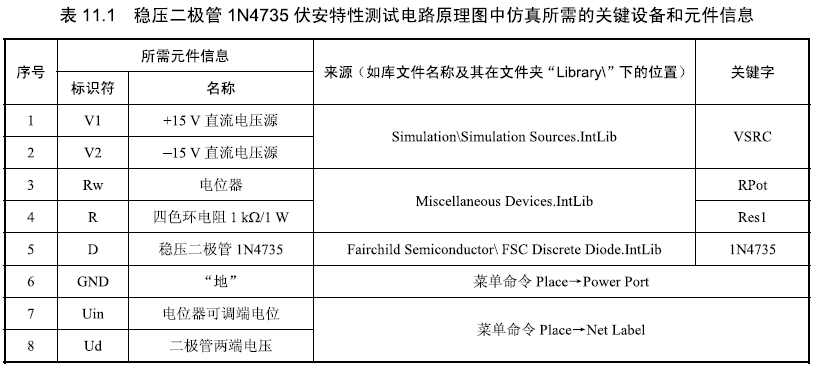 表 11.1 稳压二极管 1N4735 伏安特性测试电路原理图中仿真所需的关键设备和元件信息
序号 所需元件信息 来源（如库文件名称及其在文件夹“Library\”下的位置） 关键字
标识符 名称
1 V1 +15 V 直流电压源 Simulation\Simulation Sources.IntLib VSRC
2 V2 –15 V 直流电压源
3 Rw 电位器 Miscellaneous Devices.IntLib RPot
4 R 四色环电阻 1 kΩ/1 W Res1
5 D 稳压二极管 1N4735 Fairchild Semiconductor\ FSC Discrete Diode.IntLib 1N4735
6 GND “地” 菜单命令 Place→Power Port
7 Uin 电位器可调端电位 菜单命令 Place→Net Label
8 Ud 二极管两端电压